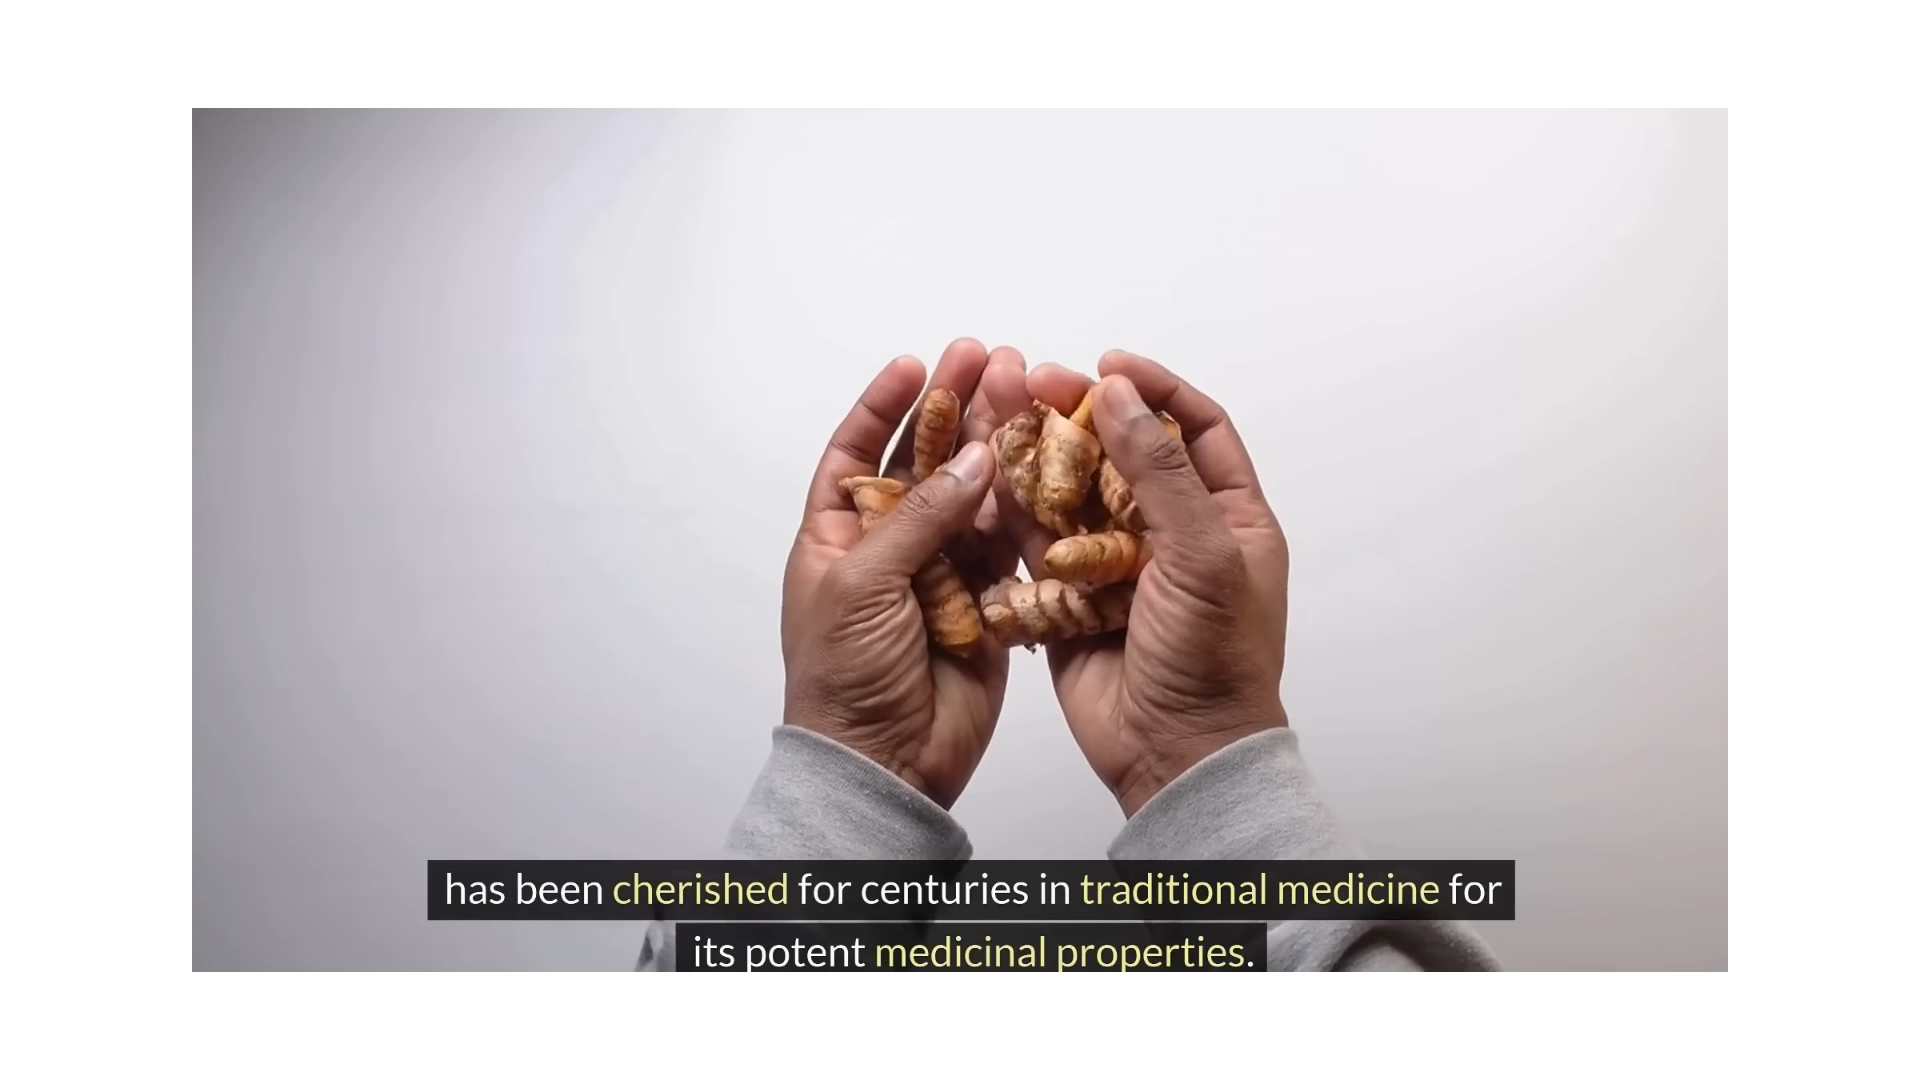 has been cherished for centuries in traditional medicine for
its potent medicinal properties.